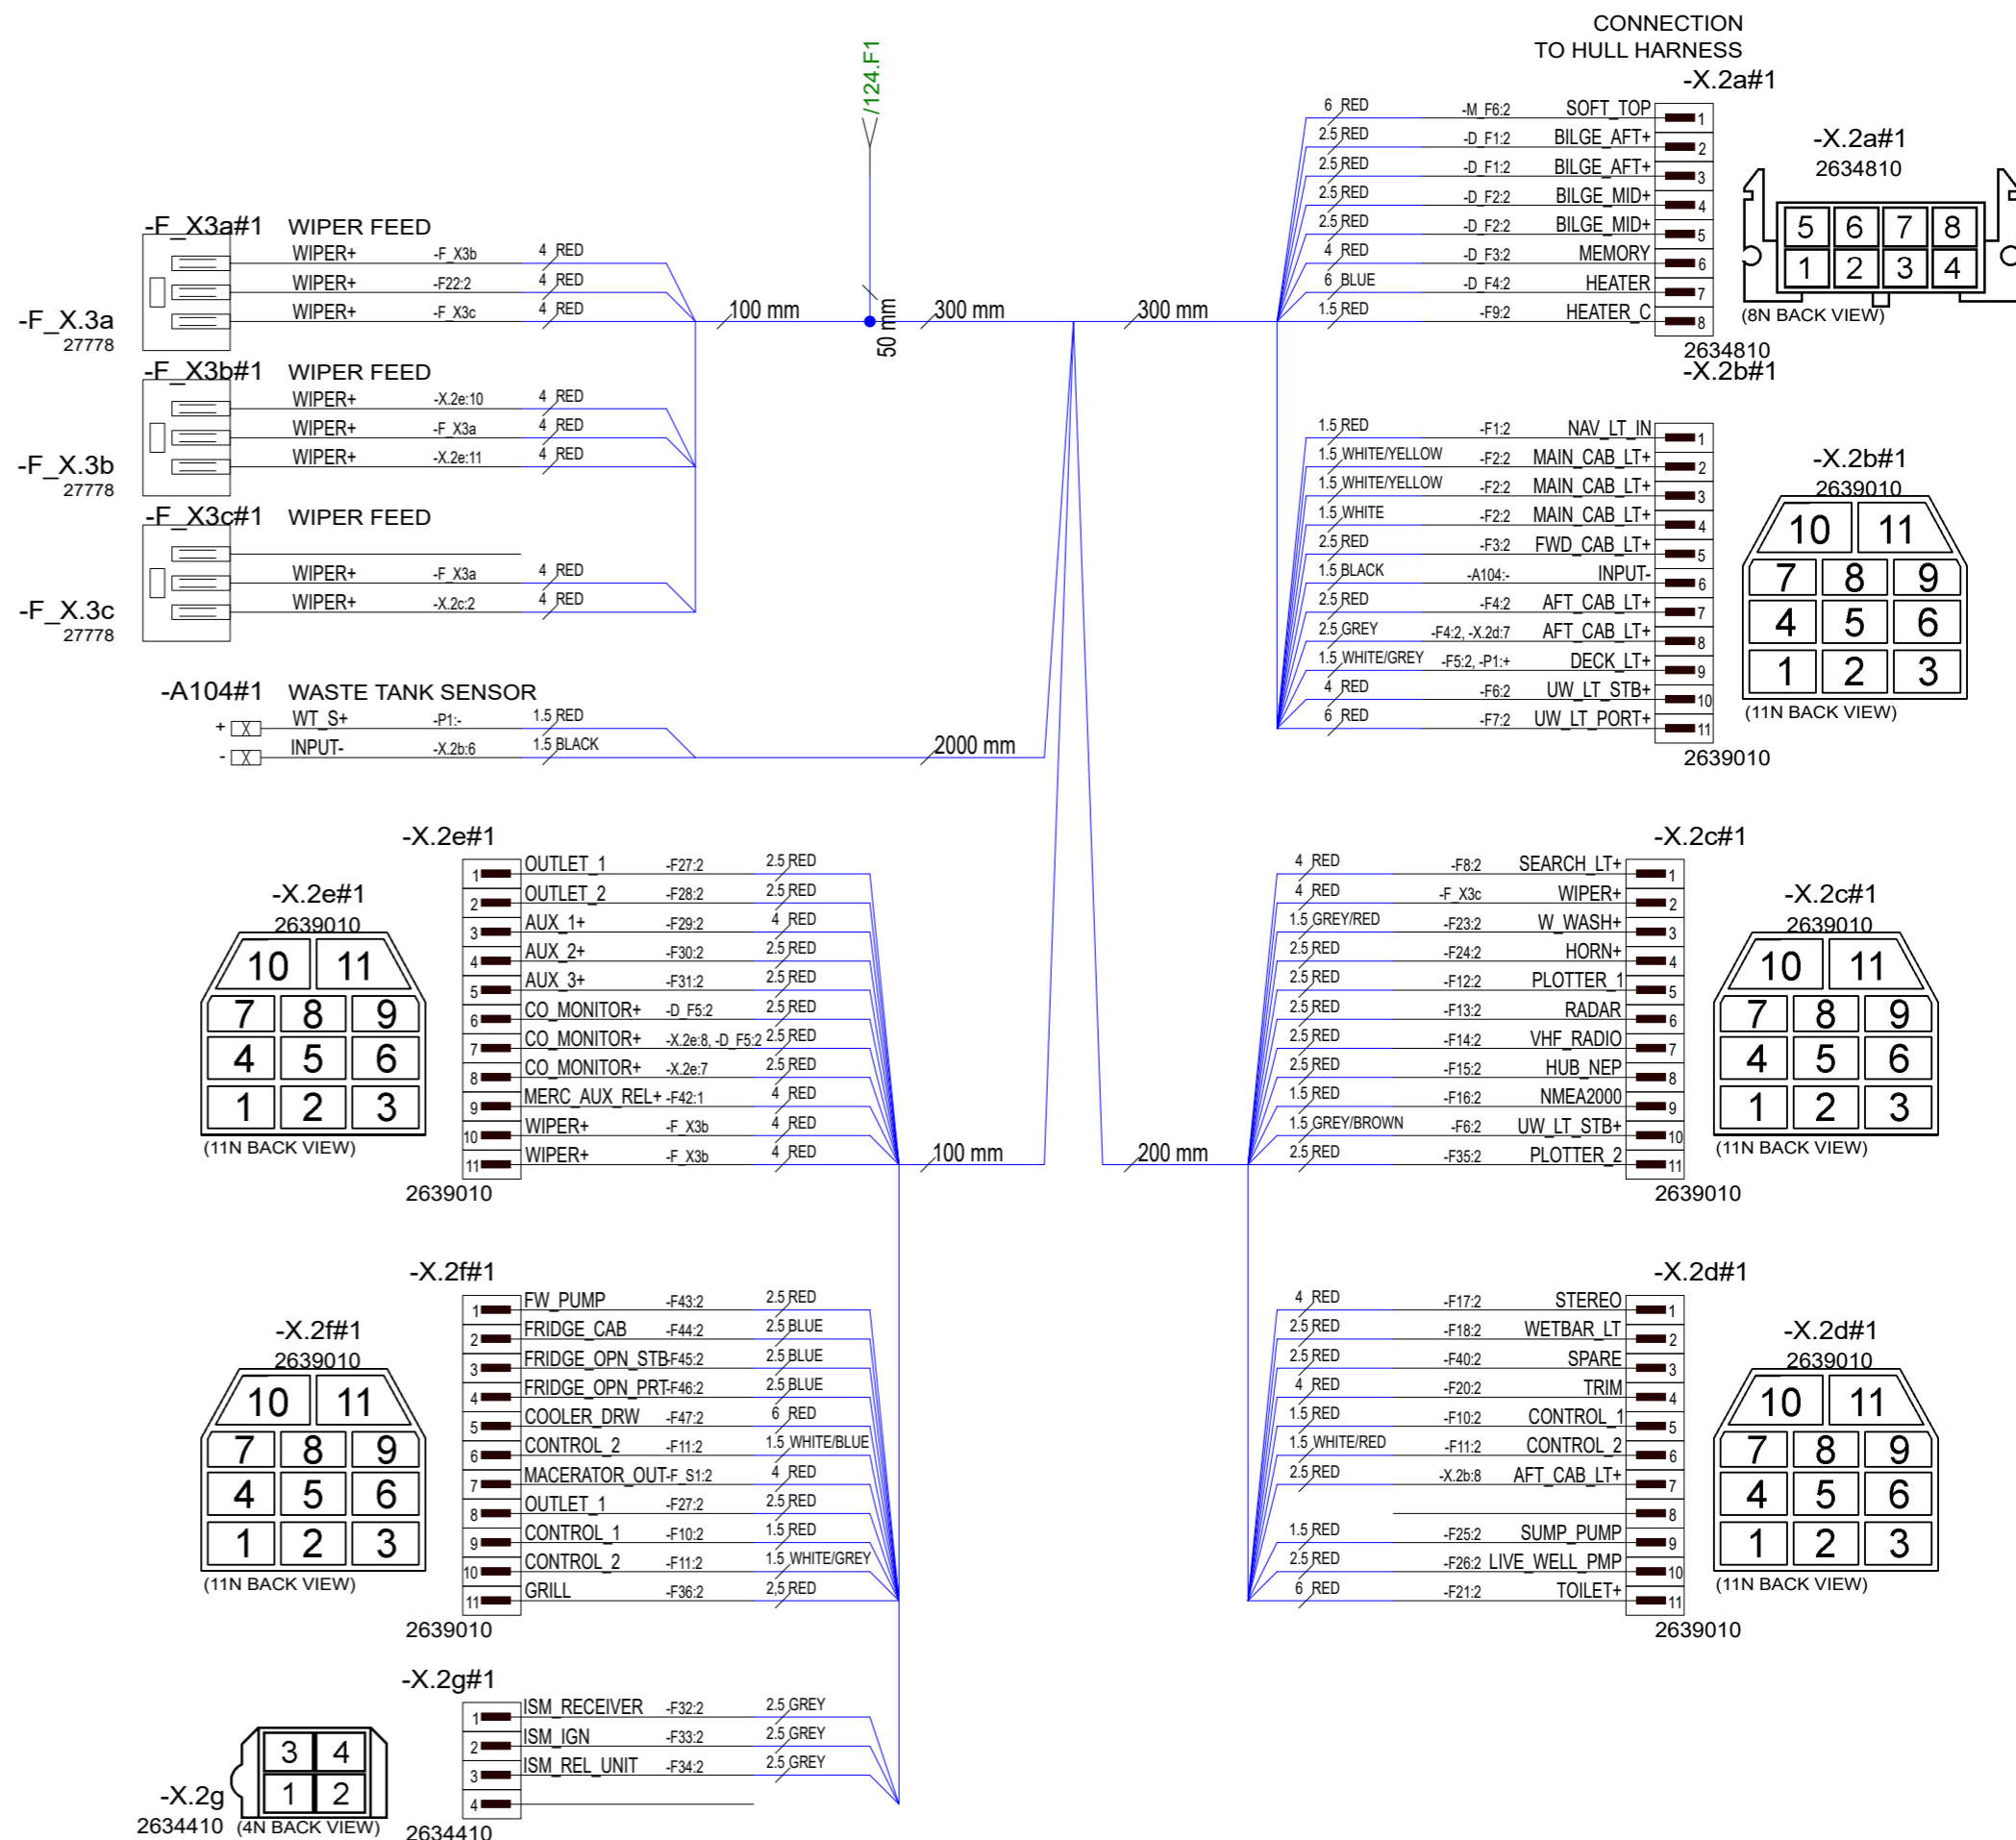 CONNECTION
TO HULL HARNESS
/124.F1
-F_X3a#1 WIPER FEED
WIPER+ -F_X3b 4 RED
WIPER+ -F22:2 4 RED
WIPER+ -F_X3c 4 RED
-F_X.3a
27778
-F_X3b#1 WIPER FEED
WIPER+ -X.2e:10 4 RED
WIPER+ -F_X3a 4 RED
WIPER+ -X.2e:11 4 RED
-F_X.3b
27778
-F_X3c#1 WIPER FEED
WIPER+ -F_X3a 4 RED
WIPER+ -X.2c:2 4 RED
-F_X.3c
27778
100 mm
50 mm
300 mm
300 mm
-A104#1 WASTE TANK SENSOR
+ X WT_S+ -P1:- 1.5 RED
- X INPUT- -X.2b:6 1.5 BLACK
2000 mm
-X.2a#1
6 RED -M_F6:2 SOFT_TOP 1
2.5 RED -D_F1:2 BILGE_AFT+ 2
2.5 RED -D_F1:2 BILGE_AFT+ 3
2.5 RED -D_F2:2 BILGE_MID+ 4
2.5 RED -D_F2:2 BILGE_MID+ 5
4 RED -D_F3:2 MEMORY 6
6 BLUE -D_F4:2 HEATER 7
1.5 RED -F9:2 HEATER_C 8
2634810
-X.2a#1
2634810
5 6 7 8
1 2 3 4
(8N BACK VIEW)
-X.2b#1
1.5 RED -F1:2 NAV_LT_IN 1
1.5 WHITE/YELLOW -F2:2 MAIN_CAB_LT+ 2
1.5 WHITE/YELLOW -F2:2 MAIN_CAB_LT+ 3
1.5 WHITE -F2:2 MAIN_CAB_LT+ 4
2.5 RED -F3:2 FWD_CAB_LT+ 5
1.5 BLACK -A104:- INPUT- 6
2.5 RED -F4:2 AFT_CAB_LT+ 7
2.5 GREY -F4:2, -X.2d:7 AFT_CAB_LT+ 8
1.5 WHITE/GREY -F5:2, -P1:+ DECK_LT+ 9
4 RED -F6:2 UW_LT_STB+ 10
6 RED -F7:2 UW_LT_PORT+ 11
2639010
-X.2b#1
2639010
10 11
7 8 9
4 5 6
1 2 3
(11N BACK VIEW)
-X.2e#1
1 OUTLET_1 -F27:2 2.5 RED
2 OUTLET_2 -F28:2 2.5 RED
3 AUX_1+ -F29:2 4 RED
4 AUX_2+ -F30:2 2.5 RED
5 AUX_3+ -F31:2 2.5 RED
6 CO_MONITOR+ -D_F5:2 2.5 RED
7 CO_MONITOR+ -X.2e:8, -D_F5:2 2.5 RED
8 CO_MONITOR+ -X.2e:7 2.5 RED
9 MERC_AUX_REL+ -F42:1 4 RED
10 WIPER+ -F_X3b 4 RED
11 WIPER+ -F_X3b 4 RED
2639010
-X.2e#1
2639010
10 11
7 8 9
4 5 6
1 2 3
(11N BACK VIEW)
100 mm
200 mm
-X.2c#1
4 RED -F8:2 SEARCH_LT+ 1
4 RED -F_X3c WIPER+ 2
1.5 GREY/RED -F23:2 W_WASH+ 3
2.5 RED -F24:2 HORN+ 4
2.5 RED -F12:2 PLOTTER_1 5
2.5 RED -F13:2 RADAR 6
2.5 RED -F14:2 VHF_RADIO 7
2.5 RED -F15:2 HUB_NEP 8
1.5 RED -F16:2 NMEA2000 9
1.5 GREY/BROWN -F6:2 UW_LT_STB+ 10
2.5 RED -F35:2 PLOTTER_2 11
2639010
-X.2c#1
2639010
10 11
7 8 9
4 5 6
1 2 3
(11N BACK VIEW)
-X.2f#1
1 FW_PUMP -F43:2 2.5 RED
2 FRIDGE_CAB -F44:2 2.5 BLUE
3 FRIDGE_OPN_STB -F45:2 2.5 BLUE
4 FRIDGE_OPN_PRT -F46:2 2.5 BLUE
5 COOLER_DRW -F47:2 6 RED
6 CONTROL_2 -F11:2 1.5 WHITE/BLUE
7 MACERATOR_OUT -F_S1:2 4 RED
8 OUTLET_1 -F27:2 2.5 RED
9 CONTROL_1 -F10:2 1.5 RED
10 CONTROL_2 -F11:2 1.5 WHITE/GREY
11 GRILL -F36:2 2,5 RED
2639010
-X.2f#1
2639010
10 11
7 8 9
4 5 6
1 2 3
(11N BACK VIEW)
-X.2d#1
4 RED -F17:2 STEREO 1
2.5 RED -F18:2 WETBAR_LT 2
2.5 RED -F40:2 SPARE 3
4 RED -F20:2 TRIM 4
1.5 RED -F10:2 CONTROL_1 5
1.5 WHITE/RED -F11:2 CONTROL_2 6
2.5 RED -X.2b:8 AFT_CAB_LT+ 7
8
1.5 RED -F25:2 SUMP_PUMP 9
2.5 RED -F26:2 LIVE_WELL_PMP 10
6 RED -F21:2 TOILET+ 11
2639010
-X.2d#1
2639010
10 11
7 8 9
4 5 6
1 2 3
(11N BACK VIEW)
-X.2g#1
1 ISM_RECEIVER -F32:2 2.5 GREY
2 ISM_IGN -F33:2 2.5 GREY
3 ISM_REL_UNIT -F34:2 2.5 GREY
4
2634410
3 4
1 2
-X.2g
2634410 (4N BACK VIEW)